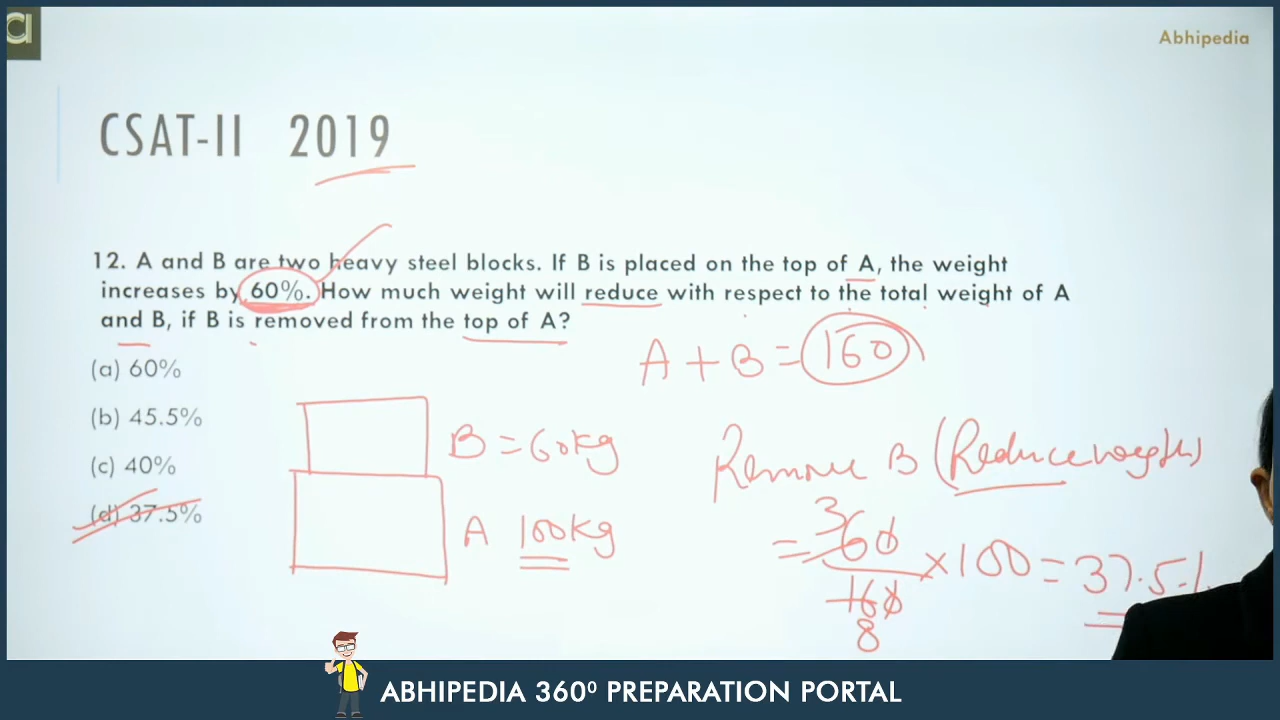 a
Abhipedia
CSAT-II 2019
12. A and B are two heavy steel blocks. If B is placed on the top of A, the weight
increases by 60%. How much weight will reduce with respect to the total weight of A
and B, if B is removed from the top of A?
(a) 60%
(b) 45.5%
(c) 40%
(d) 37.5%
B = 60kg
A 100kg
A + B = 160
Remove B (Reduce weight)
= 3 60/160 8 × 100 = 37.5%
ABHIPEDIA 360⁰ PREPARATION PORTAL